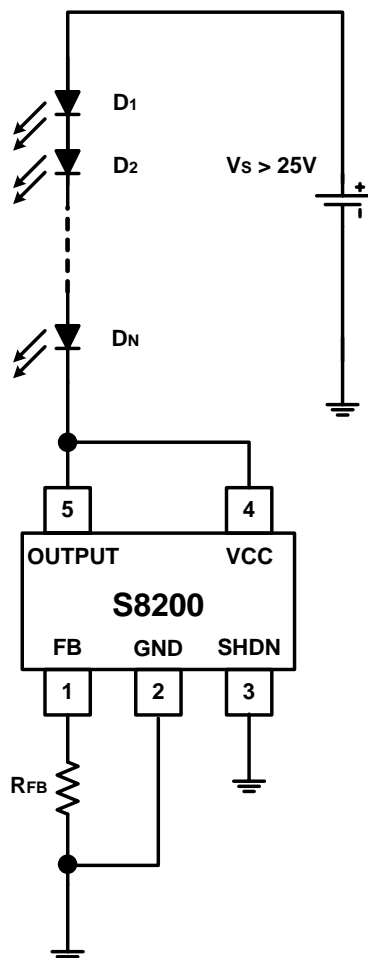 D1
D2
VS > 25V
+
DN
5
4
OUTPUT
VCC
S8200
FB
GND
SHDN
1
2
3
RFB